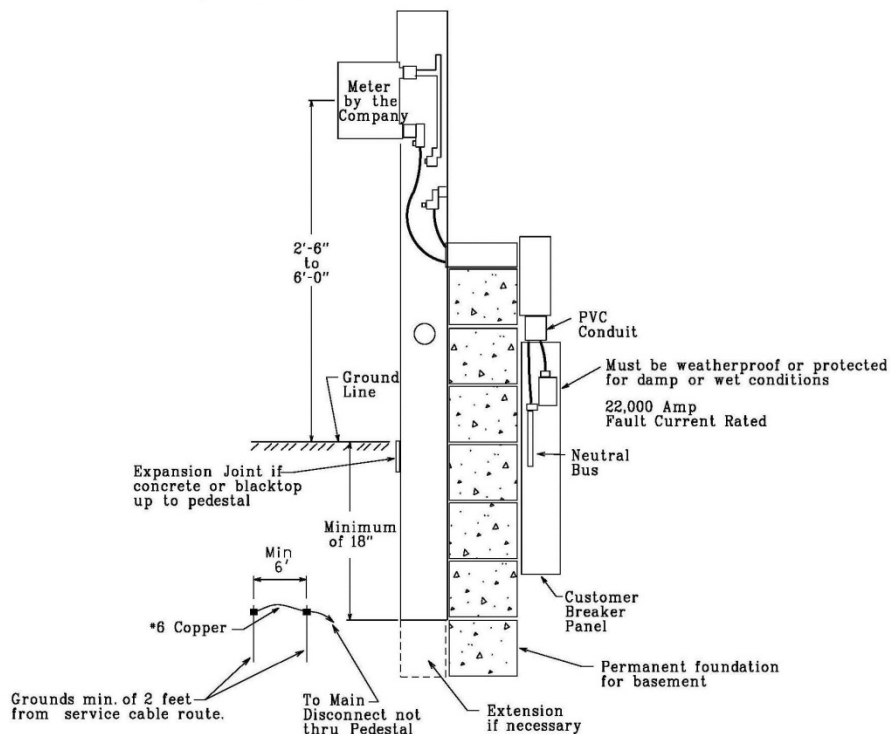 Meter
by the
Company
2'-6"
to
6'-0"
PVC
Conduit
Must be weatherproof or protected
for damp or wet conditions
22,000 Amp
Fault Current Rated
Ground
Line
Neutral
Bus
Expansion Joint if
concrete or blacktop
up to pedestal
Minimum
of 18"
Min
6'
Customer
Breaker
Panel
*6 Copper
Permanent foundation
for basement
Grounds min. of 2 feet
from service cable route.
To Main
Disconnect not
thru Pedestal
Extension
if necessary